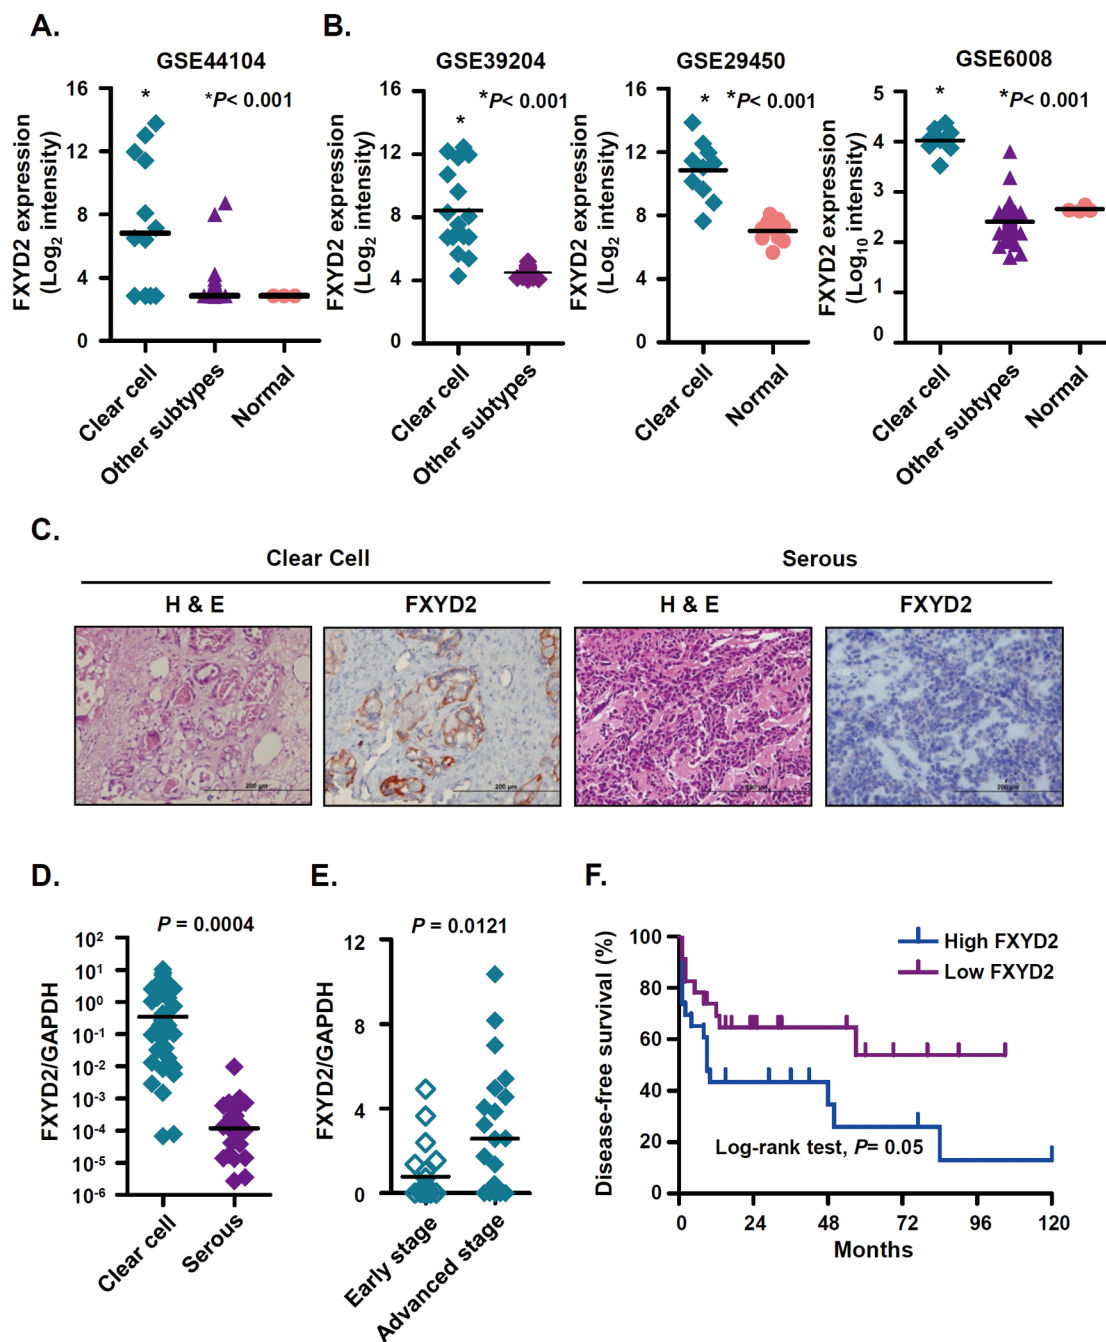 A.
GSE44104
*
*P< 0.001
FXYD2 expression
(Log2 intensity)
16
12
8
4
0
Clear cell
Other subtypes
Normal
B.
GSE39204
*
*P< 0.001
FXYD2 expression
(Log2 intensity)
16
12
8
4
0
Clear cell
Other subtypes
GSE29450
*
*P< 0.001
FXYD2 expression
(Log2 intensity)
16
12
8
4
0
Clear cell
Normal
GSE6008
*
*P< 0.001
FXYD2 expression
(Log10 intensity)
5
4
3
2
1
0
Clear cell
Other subtypes
Normal
C.
Clear Cell
Serous
H & E
FXYD2
H & E
FXYD2
200 µm
200 µm
200 µm
D.
P = 0.0004
FXYD2/GAPDH
10^2
10^1
10^0
10^-1
10^-2
10^-3
10^-4
10^-5
10^-6
Clear cell
Serous
E.
P = 0.0121
FXYD2/GAPDH
12
8
4
0
Early stage
Advanced stage
F.
Disease-free survival (%)
100
80
60
40
20
0
High FXYD2
Low FXYD2
Log-rank test, P= 0.05
0
24
48
72
96
120
Months